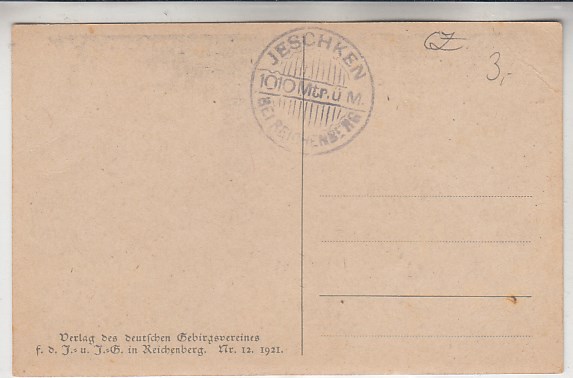 JESCHKEN
1010 Mtr. ü M.
BEI REICHENBERG
CZ
3,-
Verlag des deutschen Gebirgsvereines
f. d. J.= u. J.=G. in Reichenberg. Nr. 12. 1921.